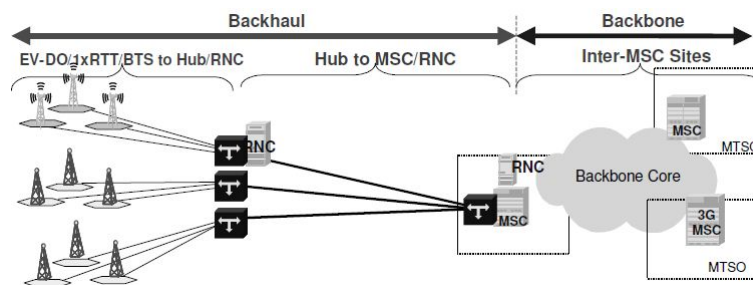 Backhaul
Backbone
EV-DO/1xRTT/BTS to Hub/RNC
Hub to MSC/RNC
Inter-MSC Sites
RNC
MSC
MTSO
RNC
Backbone Core
MSC
3G
MSC
MTSO